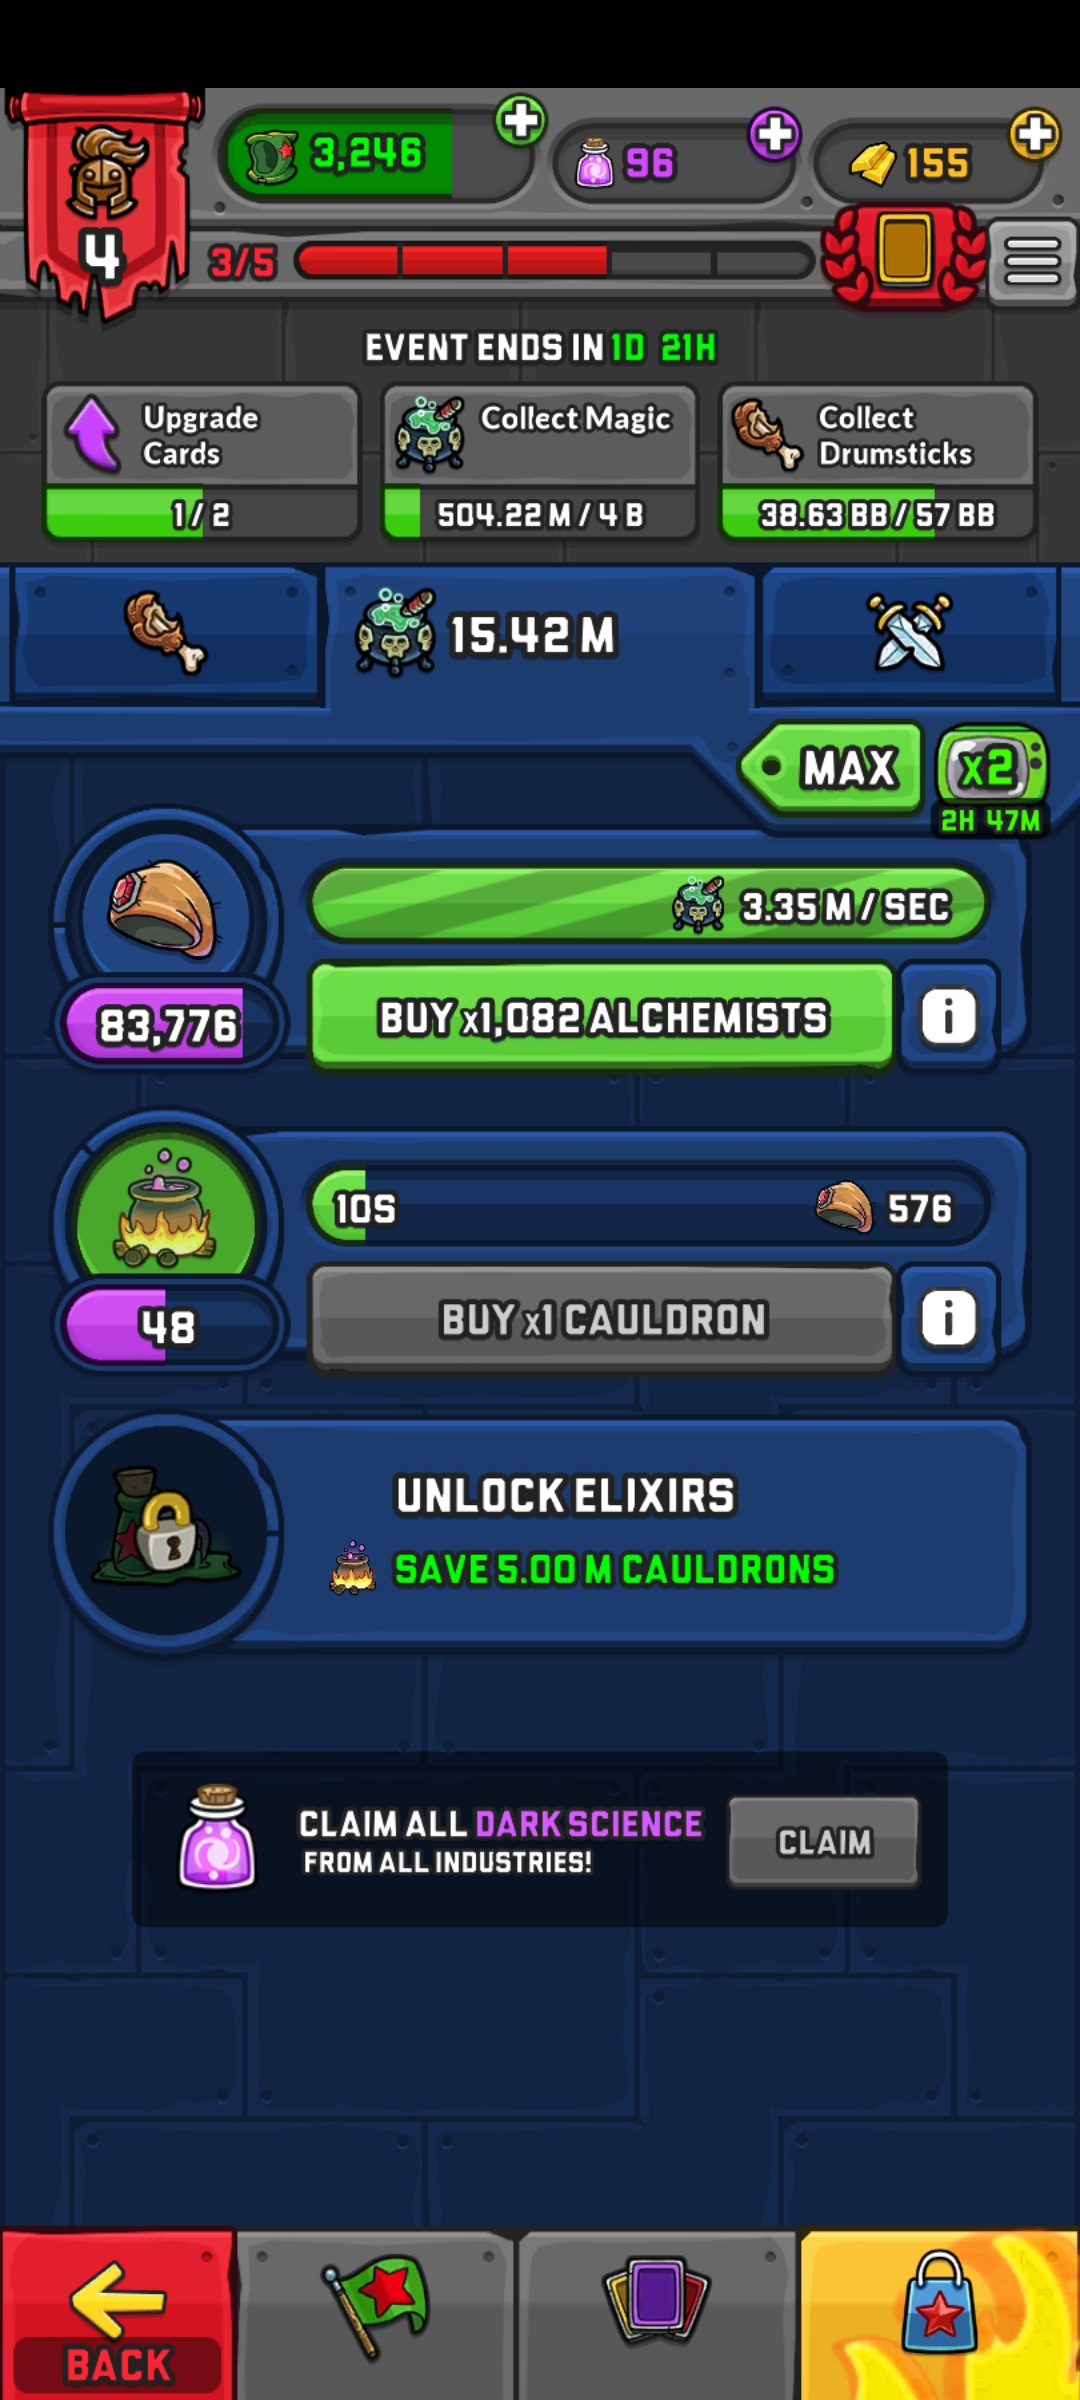 3,246
96
155
4
3/5
EVENT ENDS IN 1D 21H
Upgrade
Cards
1/2
Collect Magic
504.22 M / 4 B
Collect
Drumsticks
38.63 BB / 57 BB
15.42 M
MAX
x2
2H 47M
3.35 M / SEC
83,776
BUY x1,082 ALCHEMISTS
i
10S
576
48
BUY x1 CAULDRON
i
UNLOCK ELIXIRS
SAVE 5.00 M CAULDRONS
CLAIM ALL DARK SCIENCE
FROM ALL INDUSTRIES!
CLAIM
BACK